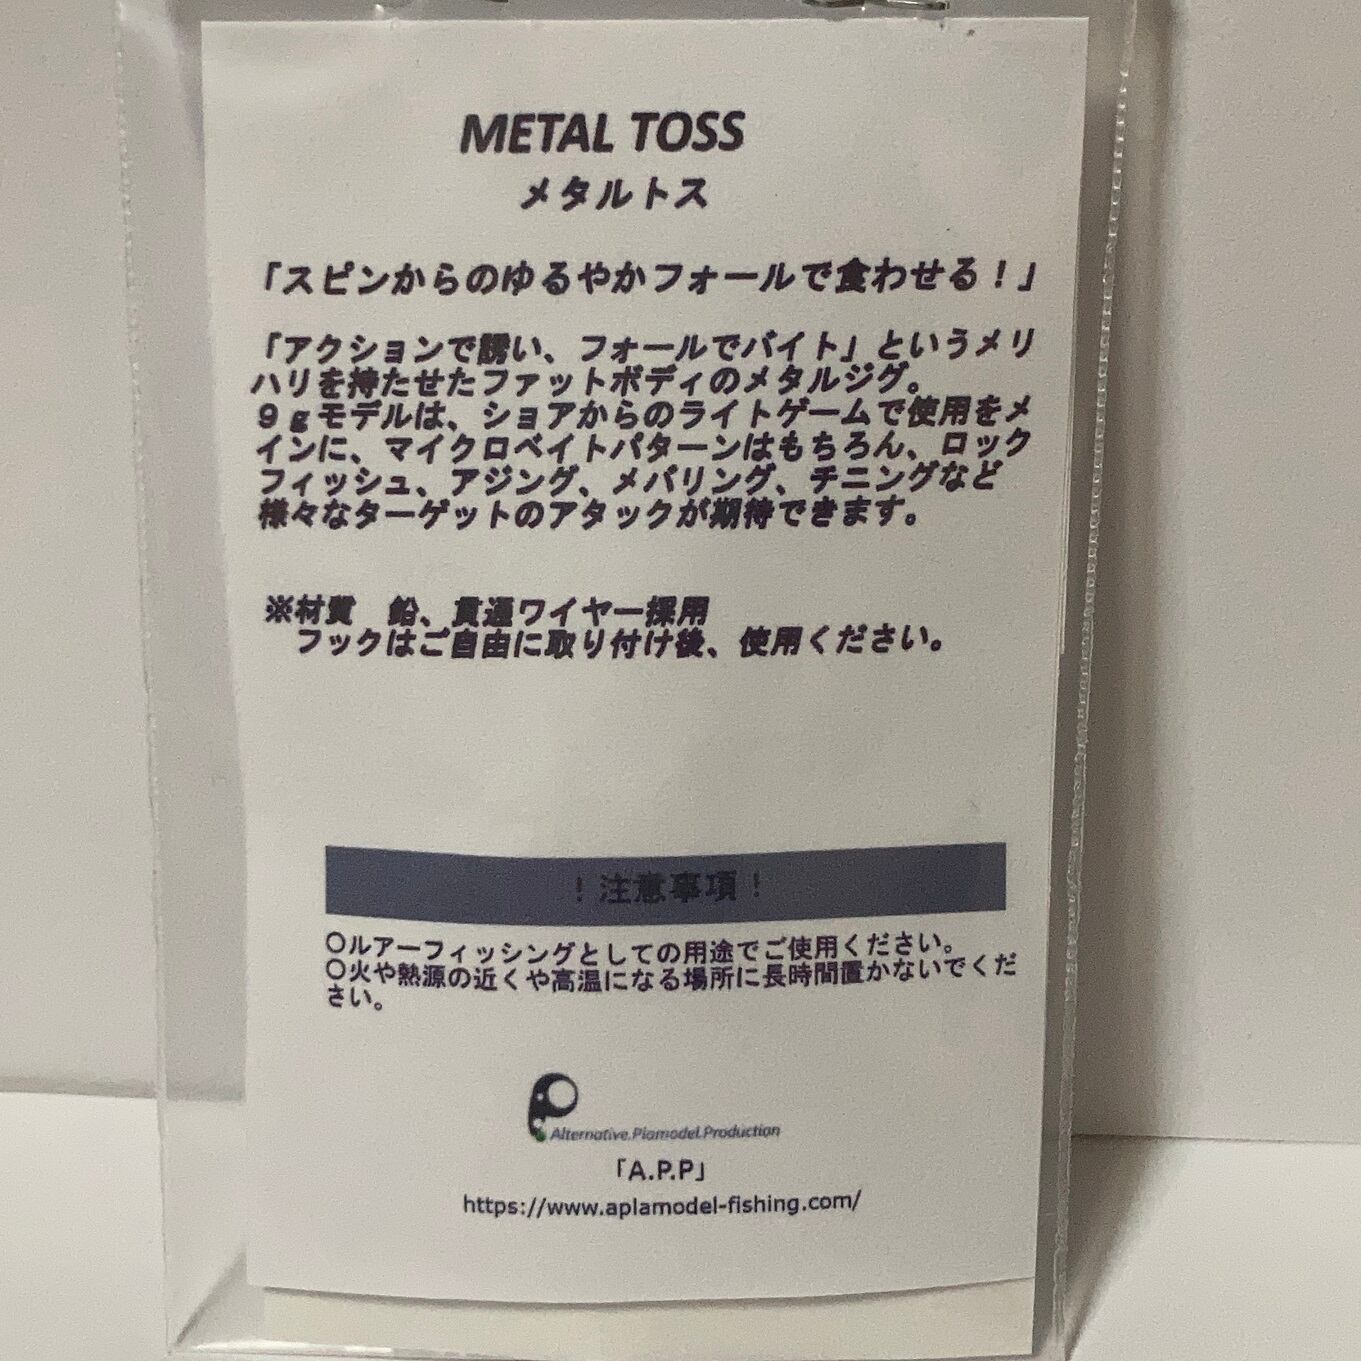 METAL TOSS
メタルトス
「スピンからのゆるやかフォールで食わせる！」
「アクションで誘い、フォールでバイト」というメリ
ハリを持たせたファットボディのメタルジグ。
９ｇモデルは、ショアからのライトゲームで使用をメ
インに、マイクロベイトパターンはもちろん、ロック
フィッシュ、アジング、メバリング、チニングなど
様々なターゲットのアタックが期待できます。
※材質　鉛、貫通ワイヤー採用
フックはご自由に取り付け後、使用ください。
！注意事項！
○ルアーフィッシングとしての用途でご使用ください。
○火や熱源の近くや高温になる場所に長時間置かないでくだ
さい。
Alternative.Plamodel.Production
「A.P.P」
https://www.aplamodel-fishing.com/